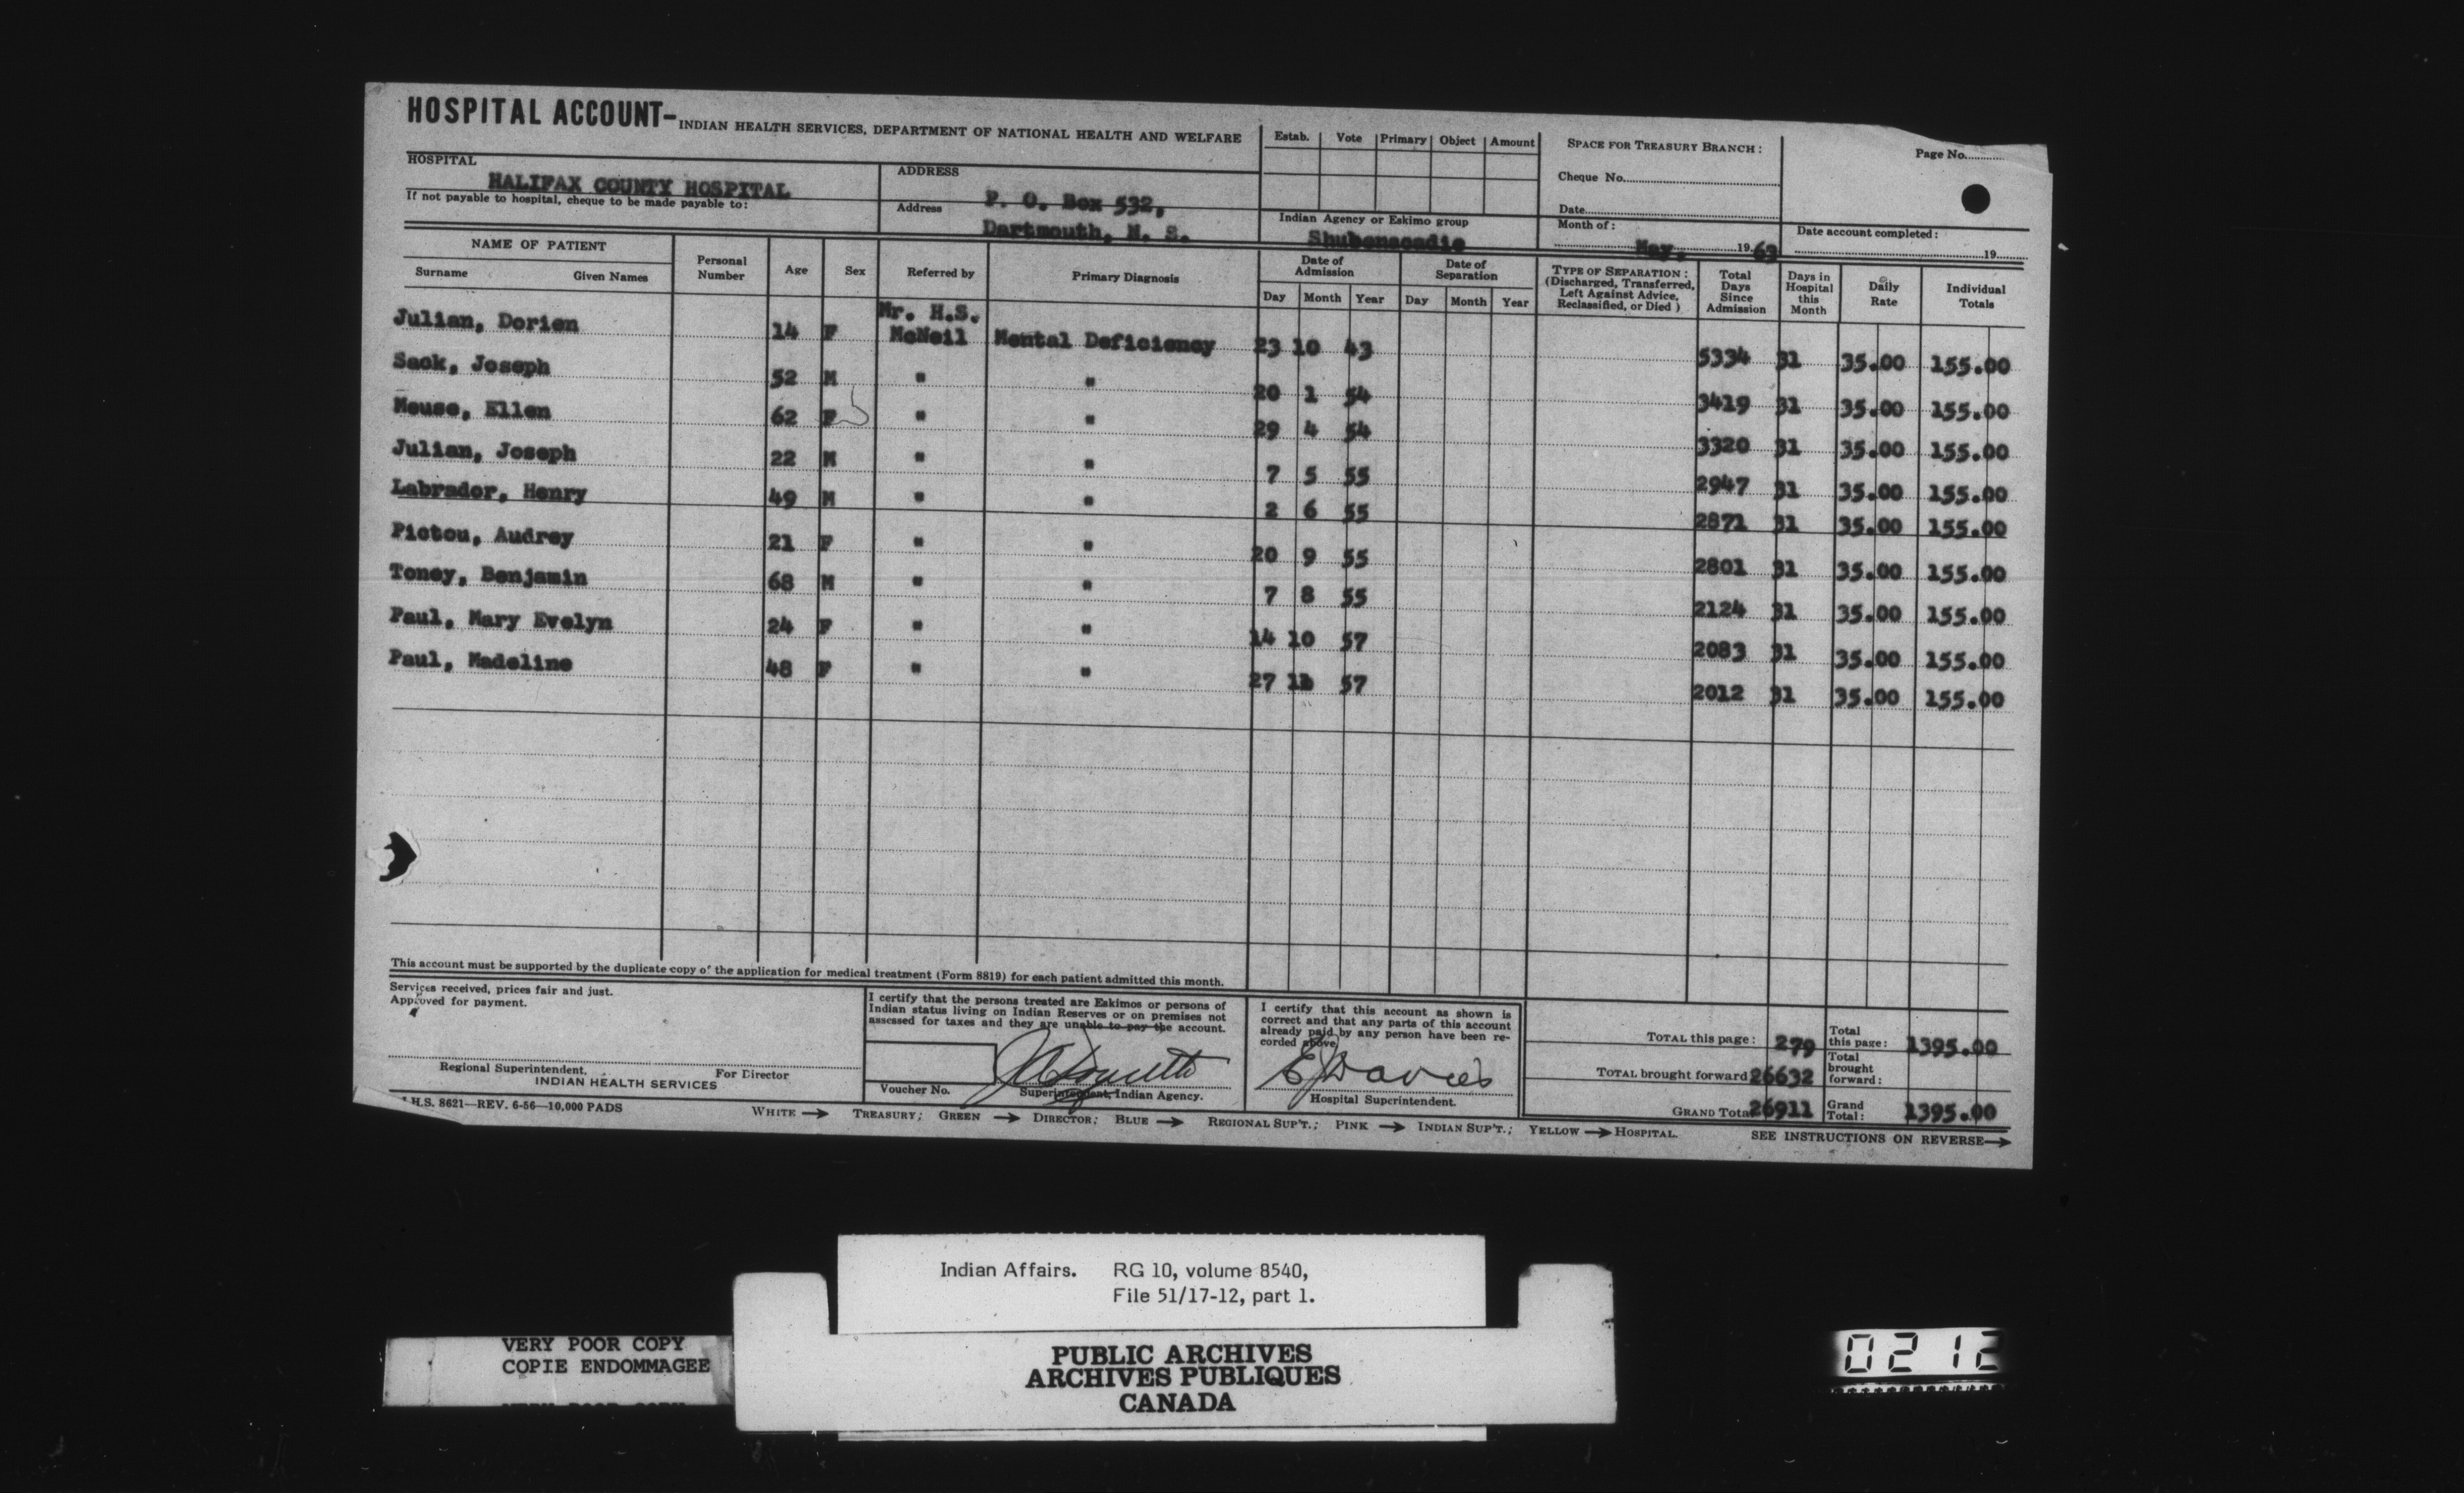 HOSPITAL ACCOUNT- INDIAN HEALTH SERVICES, DEPARTMENT OF NATIONAL HEALTH AND WELFARE
Estab. Vote Primary Object Amount
SPACE FOR TREASURY BRANCH:
Cheque No.
Date
Page No.
HOSPITAL HALIFAX COUNTY HOSPITAL
If not payable to hospital, cheque to be made payable to:
ADDRESS P. O. Box 532,
Address Dartmouth, N. S.
Indian Agency or Eskimo group
Shubenacadie
Month of:
May, 1963
Date account completed:
19
NAME OF PATIENT
Surname Given Names
Personal Number
Age
Sex
Referred by
Primary Diagnosis
Date of Admission
Day Month Year
Date of Separation
Day Month Year
TYPE OF SEPARATION: (Discharged, Transferred, Left Against Advice, Reclassified, or Died)
Total Days Since Admission
Days in Hospital this Month
Daily Rate
Individual Totals
Julian, Dorien 14 F Mr. H.S. McNeil Mental Deficiency 23 10 43 5334 31 35.00 155.00
Sack, Joseph 52 M " " 20 1 54 3419 31 35.00 155.00
Meuse, Ellen 62 F " " 29 4 54 3320 31 35.00 155.00
Julian, Joseph 22 M " " 7 5 55 2947 31 35.00 155.00
Labrador, Henry 49 M " " 2 6 55 2871 31 35.00 155.00
Pictou, Audrey 21 F " " 20 9 55 2801 31 35.00 155.00
Toney, Benjamin 68 M " " 7 8 55 2124 31 35.00 155.00
Paul, Mary Evelyn 24 F " " 14 10 57 2083 31 35.00 155.00
Paul, Madeline 48 F " " 27 57 2012 31 35.00 155.00
This account must be supported by the duplicate copy of the application for medical treatment (Form 8819) for each patient admitted this month.
Services received, prices fair and just.
Approved for payment.
Regional Superintendent, For Director
INDIAN HEALTH SERVICES
I certify that the persons treated are Eskimos or persons of
Indian status living on Indian Reserves or on premises not
assessed for taxes and they are unable to pay the account.
Voucher No.
Superintendent, Indian Agency.
I certify that this account as shown is
correct and that any parts of this account
already paid by any person have been re-
corded above
E Davies
Hospital Superintendent.
TOTAL this page: 279 Total this page: 1395.00
TOTAL brought forward 26632 Total brought forward:
GRAND Total 26911 Grand Total: 1395.00
I.H.S. 8621—REV. 6-56—10,000 PADS
WHITE → TREASURY; GREEN → DIRECTOR; BLUE → REGIONAL SUP'T.; PINK → INDIAN SUP'T.; YELLOW → HOSPITAL.
SEE INSTRUCTIONS ON REVERSE→
Indian Affairs. RG 10, volume 8540,
File 51/17-12, part 1.
VERY POOR COPY
COPIE ENDOMMAGEE
PUBLIC ARCHIVES
ARCHIVES PUBLIQUES
CANADA
0212